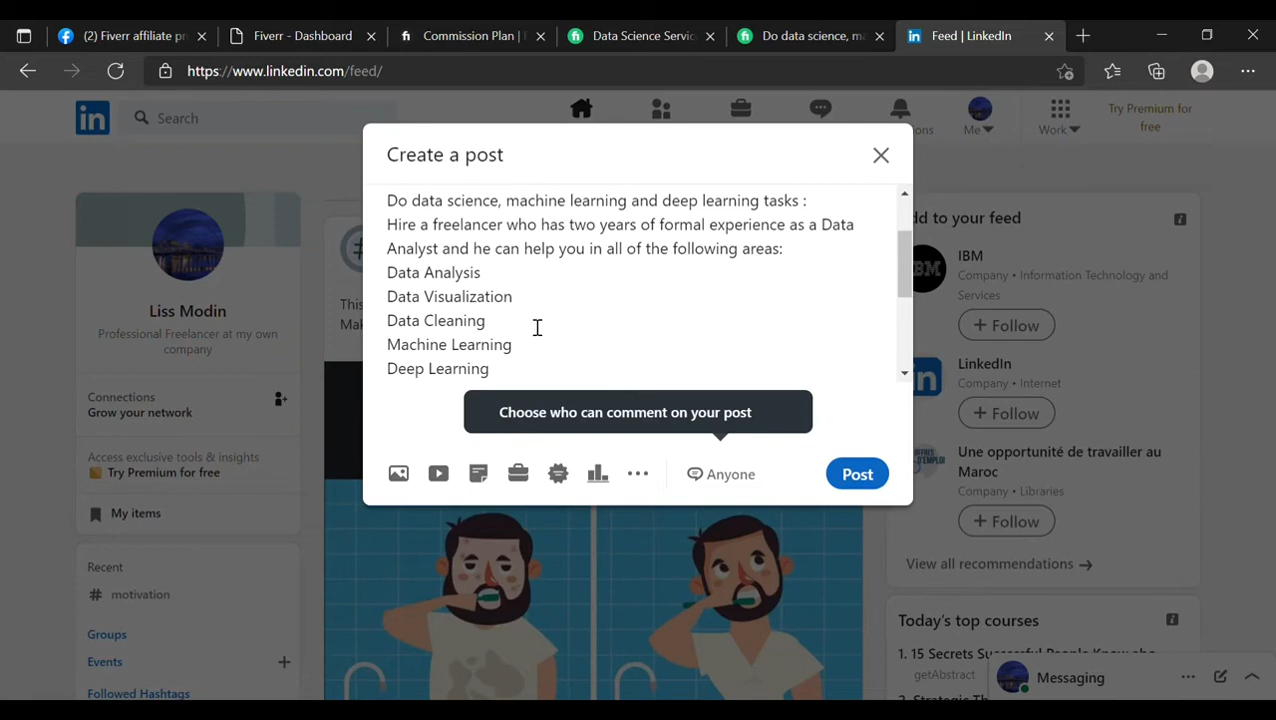 (2) Fiverr affiliate pr
Fiverr - Dashboard
Commission Plan |
Data Science Servic
Do data science, ma
Feed | LinkedIn
https://www.linkedin.com/feed/
Search
ons
Me
Work
Try Premium for
free
Create a post
Do data science, machine learning and deep learning tasks :
Hire a freelancer who has two years of formal experience as a Data
Analyst and he can help you in all of the following areas:
Data Analysis
Data Visualization
Data Cleaning
Machine Learning
Deep Learning
Choose who can comment on your post
Anyone
Post
Liss Modin
Professional Freelancer at my own
company
Connections
Grow your network
Access exclusive tools & insights
Try Premium for free
My items
Recent
# motivation
Groups
Events
Followed Hashtags
This
Mak
dd to your feed
IBM
IBM
Company • Information Technology and
Services
+ Follow
LinkedIn
Company • Internet
+ Follow
Une opportunité de travailler au
Maroc
Company • Libraries
+ Follow
View all recommendations
Today's top courses
1. 15 Secrets Successful People Know abo
getAbstract
Messaging